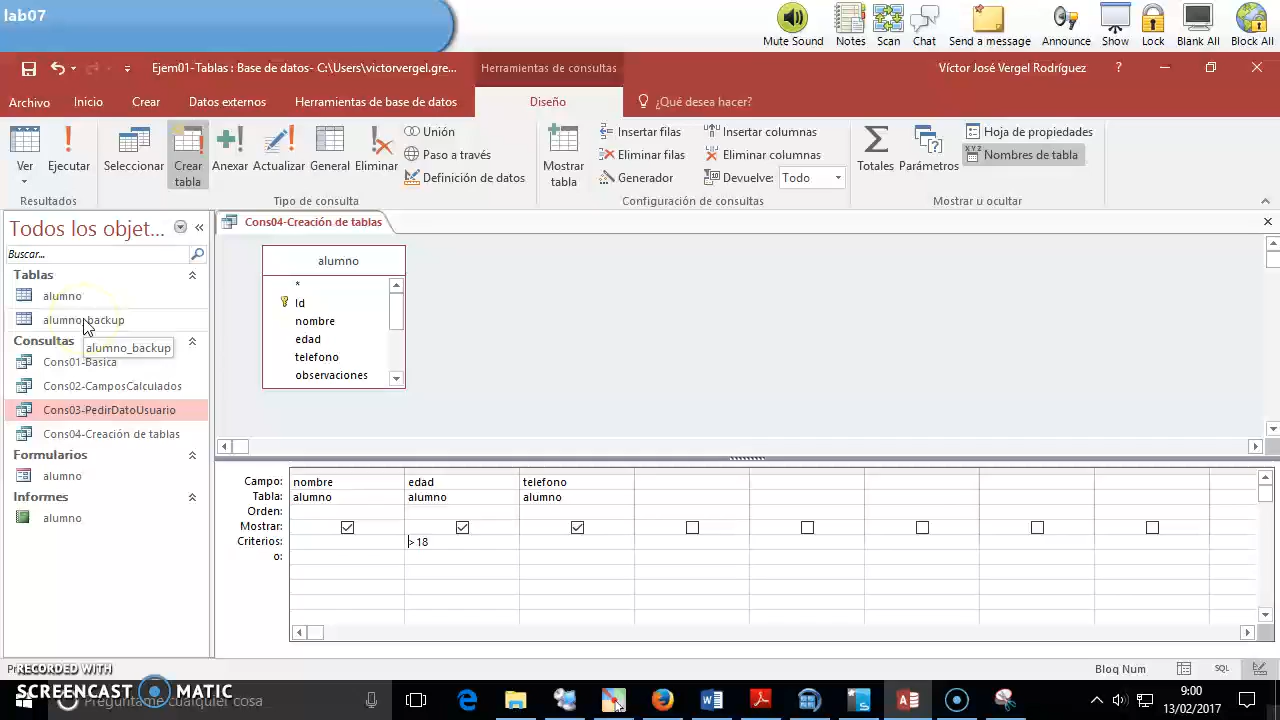 lab07
Mute Sound
Notes
Scan
Chat
Send a message
Announce
Show
Lock
Blank All
Block All
Ejem01-Tablas : Base de datos- C:\Users\victorvergel.gre...
Herramientas de consultas
Víctor José Vergel Rodríguez
?
Archivo
Inicio
Crear
Datos externos
Herramientas de base de datos
Diseño
¿Qué desea hacer?
Ver
Ejecutar
Seleccionar
Crear
tabla
Anexar
Actualizar
General
Eliminar
Unión
Paso a través
Definición de datos
Mostrar
tabla
Insertar filas
Eliminar filas
Generador
Insertar columnas
Eliminar columnas
Devuelve: Todo
Totales
Parámetros
Hoja de propiedades
XYZ Nombres de tabla
Resultados
Tipo de consulta
Configuración de consultas
Mostrar u ocultar
Todos los objet...
Buscar...
Tablas
alumno
alumno_backup
alumno_backup
Consultas
Cons01-Basica
Cons02-CamposCalculados
Cons03-PedirDatoUsuario
Cons04-Creación de tablas
Formularios
alumno
Informes
alumno
Cons04-Creación de tablas
alumno
*
Id
nombre
edad
telefono
observaciones
Campo: nombre edad telefono
Tabla: alumno alumno alumno
Orden:
Mostrar:
Criterios: >18
o:
RECORDED WITH
SCREENCAST MATIC
Pregúntame cualquier cosa
Bloq Num
SQL
9:00
13/02/2017